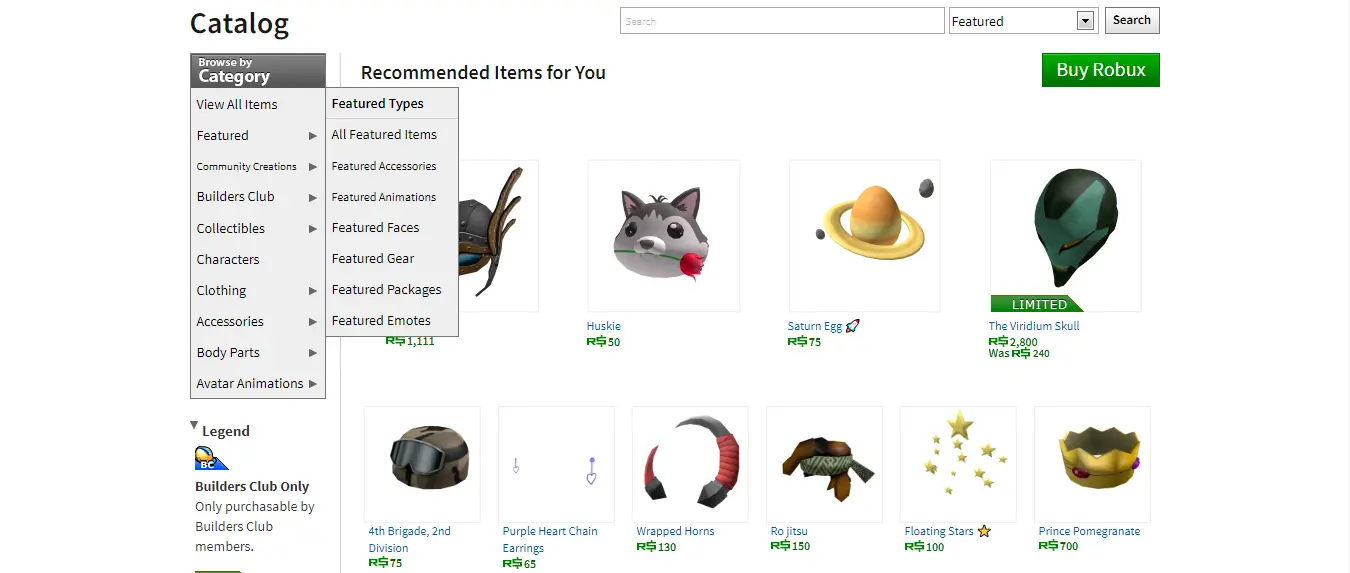 Catalog
Search
Featured
Search
Browse by
Category
Recommended Items for You
Buy Robux
View All Items
Featured
Community Creations
Builders Club
Collectibles
Characters
Clothing
Accessories
Body Parts
Avatar Animations
Featured Types
All Featured Items
Featured Accessories
Featured Animations
Featured Faces
Featured Gear
Featured Packages
Featured Emotes
R$ 1,111
Huskie
R$ 50
Saturn Egg 🚀
R$ 75
LIMITED
The Viridium Skull
R$ 2,800
Was R$ 240
Legend
BC
Builders Club Only
Only purchasable by
Builders Club
members.
4th Brigade, 2nd
Division
R$ 75
Purple Heart Chain
Earrings
R$ 65
Wrapped Horns
R$ 130
Ro jitsu
R$ 150
Floating Stars ⭐
R$ 100
Prince Pomegranate
R$ 700